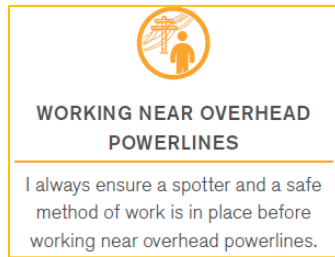 WORKING NEAR OVERHEAD
POWERLINES
I always ensure a spotter and a safe
method of work is in place before
working near overhead powerlines.